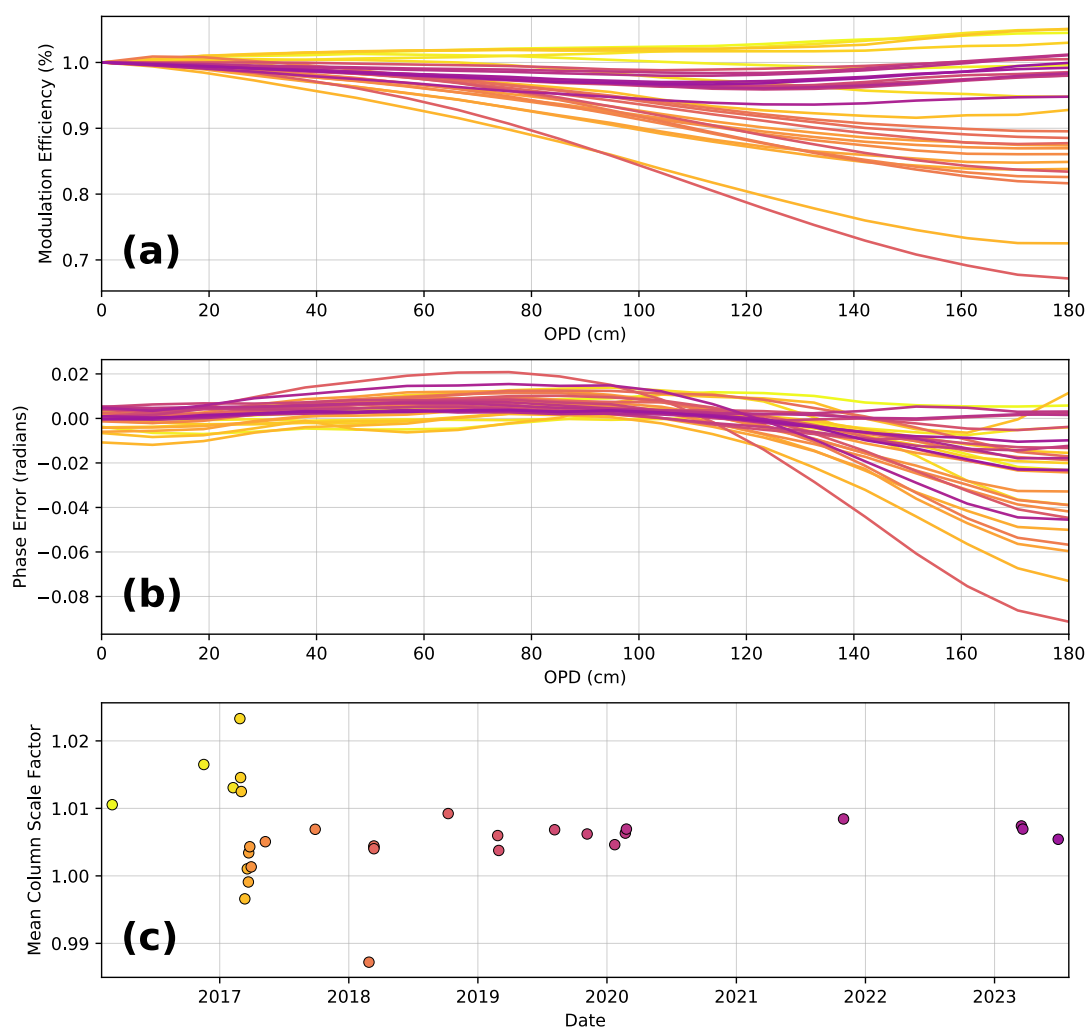 1.0
0.9
0.8
0.7
Modulation Efficiency (%)
(a)
0 20 40 60 80 100 120 140 160 180
OPD (cm)
0.02
0.00
−0.02
−0.04
−0.06
−0.08
Phase Error (radians)
(b)
0 20 40 60 80 100 120 140 160 180
OPD (cm)
1.02
1.01
1.00
0.99
Mean Column Scale Factor
(c)
2017 2018 2019 2020 2021 2022 2023
Date